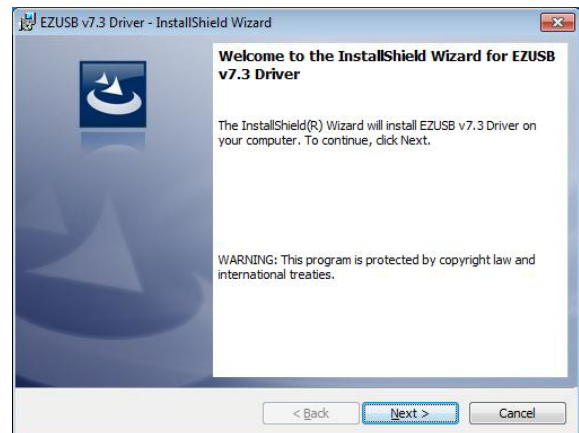 EZUSB v7.3 Driver - InstallShield Wizard
Welcome to the InstallShield Wizard for EZUSB
v7.3 Driver
The InstallShield(R) Wizard will install EZUSB v7.3 Driver on
your computer. To continue, click Next.
WARNING: This program is protected by copyright law and
international treaties.
< Back Next > Cancel